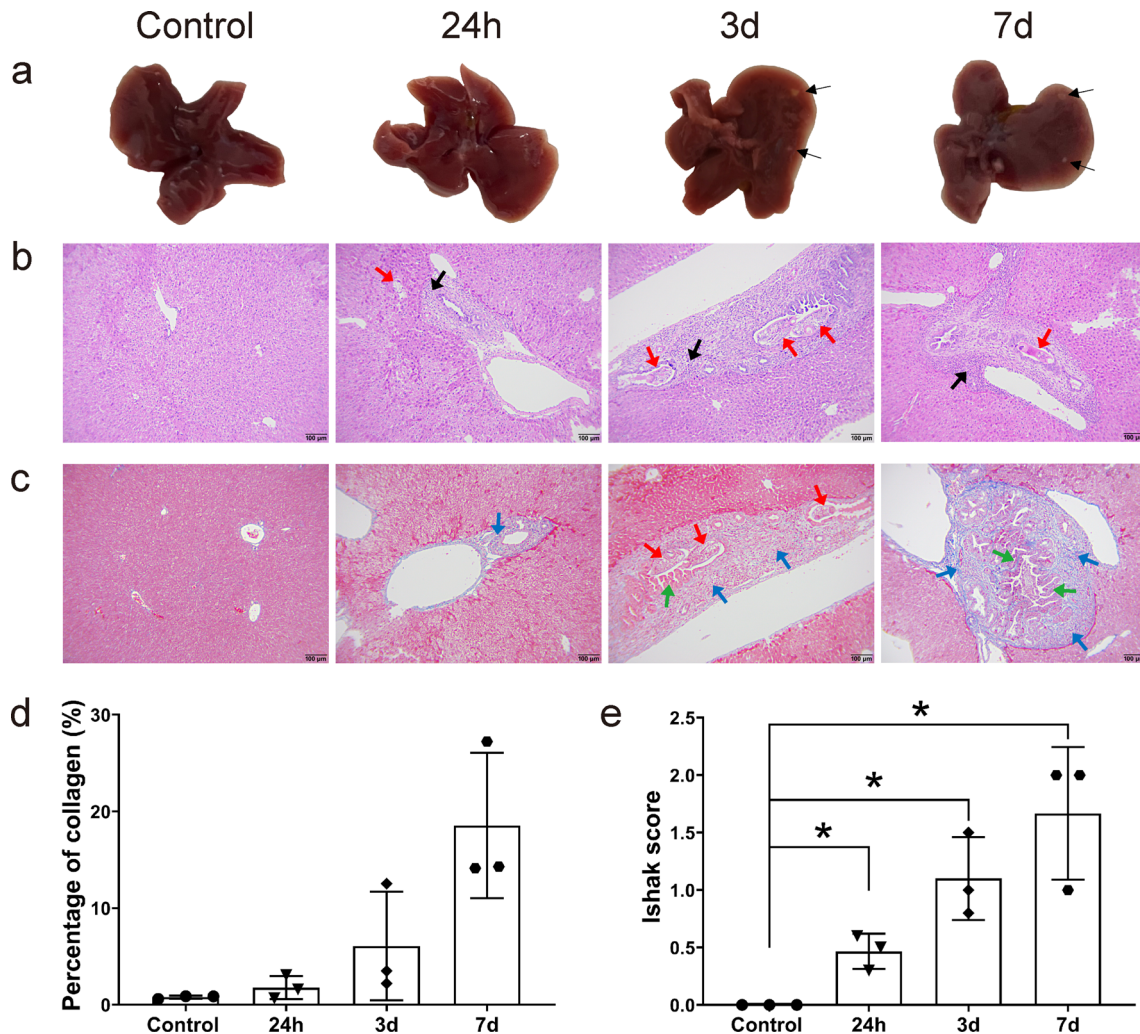 Control 24h 3d 7d
a
b
100 μm 100 μm 100 μm 100 μm
c
100 μm 100 μm 100 μm 100 μm
d
Percentage of collagen (%)
30
20
10
0
Control 24h 3d 7d
e
Ishak score
2.5
2.0
1.5
1.0
0.5
0.0
* 
*
*
Control 24h 3d 7d